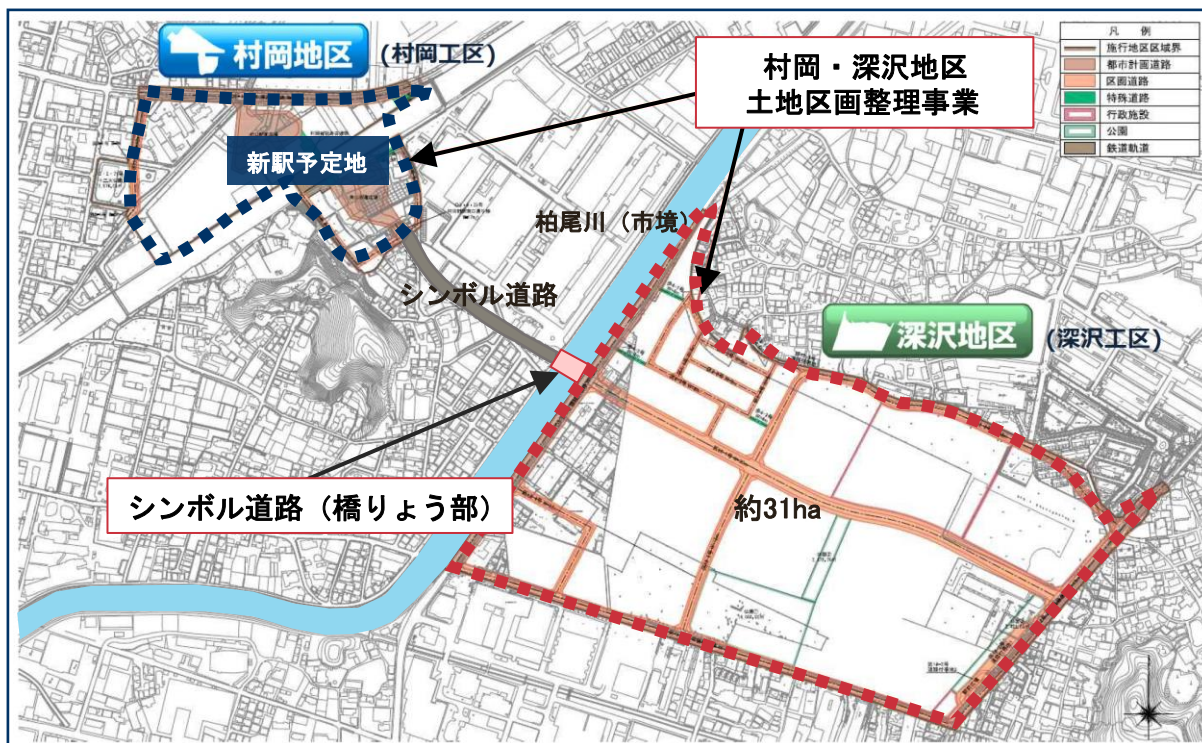 村岡地区 (村岡工区)
村岡・深沢地区
土地区画整理事業
凡 例
施行地区区域界
都市計画道路
区画道路
特殊道路
行政施設
公園
鉄道軌道
新駅予定地
柏尾川（市境）
シンボル道路
深沢地区 (深沢工区)
シンボル道路（橋りょう部）
約31ha